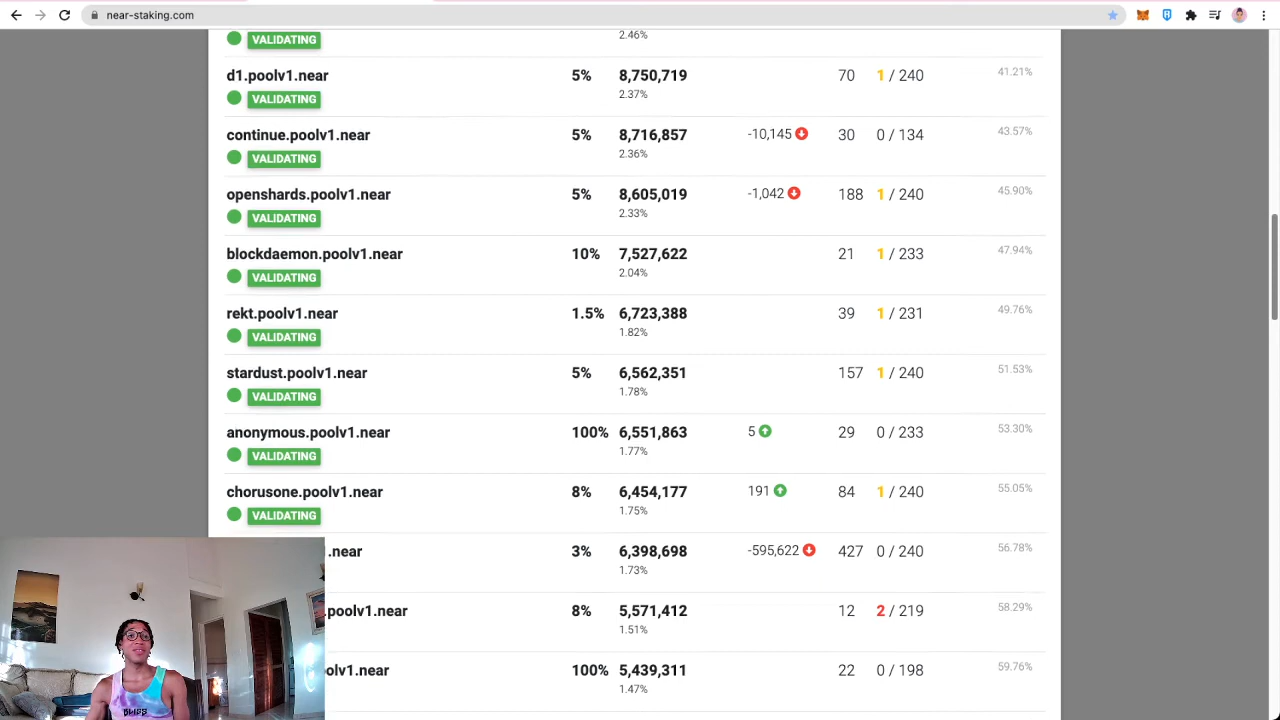 near-staking.com
2.46%
VALIDATING
d1.poolv1.near 5% 8,750,719 70 1 / 240 41.21%
2.37%
VALIDATING
continue.poolv1.near 5% 8,716,857 -10,145 30 0 / 134 43.57%
2.36%
VALIDATING
openshards.poolv1.near 5% 8,605,019 -1,042 188 1 / 240 45.90%
2.33%
VALIDATING
blockdaemon.poolv1.near 10% 7,527,622 21 1 / 233 47.94%
2.04%
VALIDATING
rekt.poolv1.near 1.5% 6,723,388 39 1 / 231 49.76%
1.82%
VALIDATING
stardust.poolv1.near 5% 6,562,351 157 1 / 240 51.53%
1.78%
VALIDATING
anonymous.poolv1.near 100% 6,551,863 5 29 0 / 233 53.30%
1.77%
VALIDATING
chorusone.poolv1.near 8% 6,454,177 191 84 1 / 240 55.05%
1.75%
VALIDATING
.near 3% 6,398,698 -595,622 427 0 / 240 56.78%
1.73%
.poolv1.near 8% 5,571,412 12 2 / 219 58.29%
1.51%
olv1.near 100% 5,439,311 22 0 / 198 59.76%
1.47%